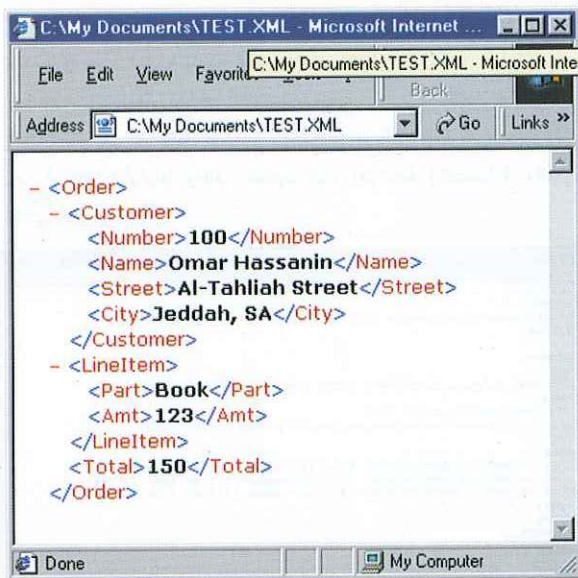 C:\My Documents\TEST.XML - Microsoft Internet ...
File Edit View Favorites
C:\My Documents\TEST.XML - Microsoft Inte
Back
Address C:\My Documents\TEST.XML Go Links »
- <Order>
- <Customer>
<Number>100</Number>
<Name>Omar Hassanin</Name>
<Street>Al-Tahliah Street</Street>
<City>Jeddah, SA</City>
</Customer>
- <LineItem>
<Part>Book</Part>
<Amt>123</Amt>
</LineItem>
<Total>150</Total>
</Order>
Done My Computer